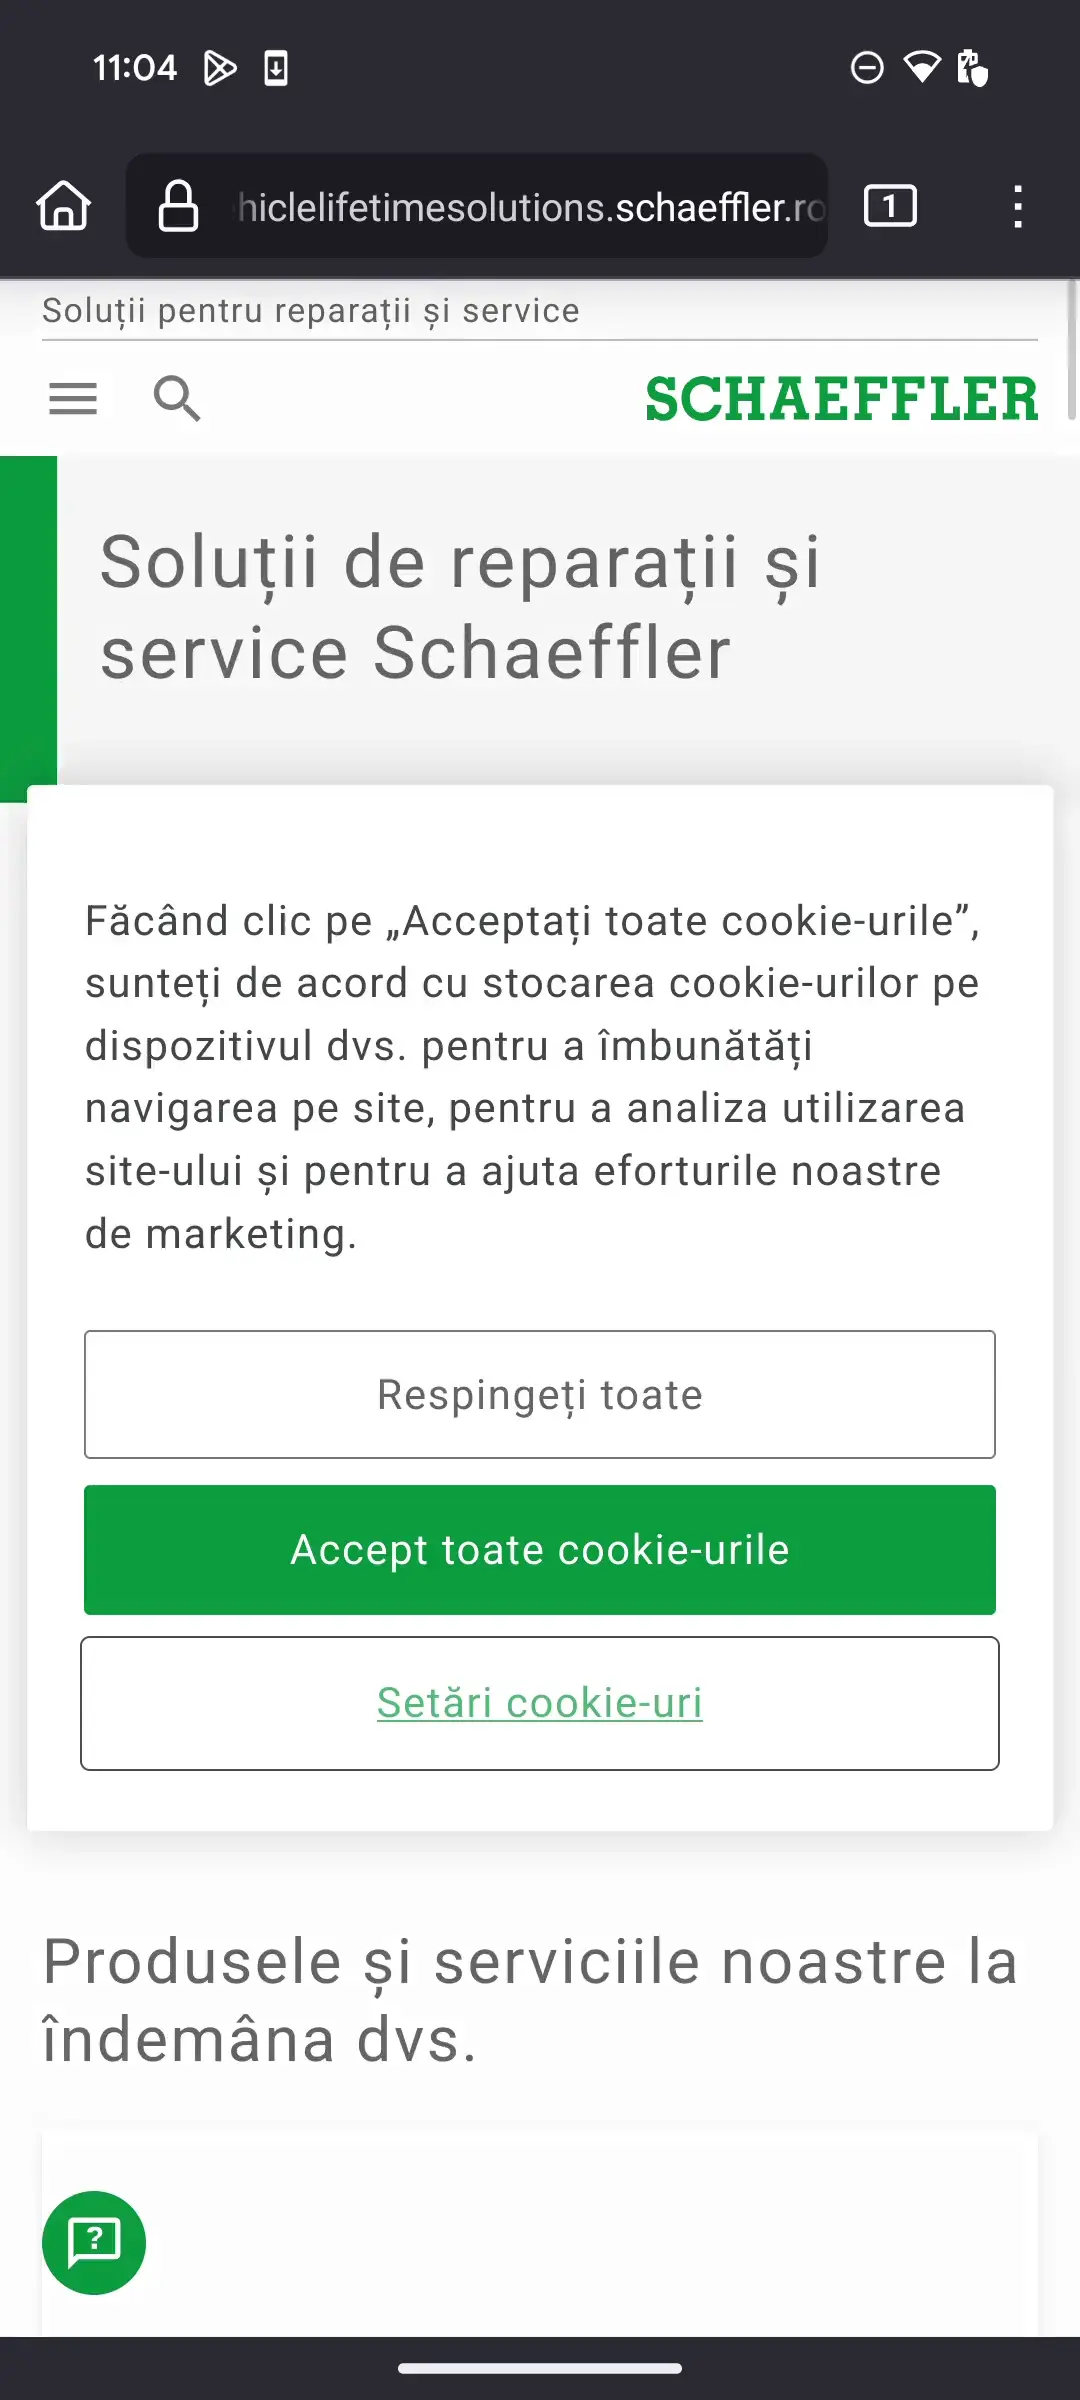 11:04
hiclelifetimesolutions.schaeffler.ro
1
Soluții pentru reparații și service
SCHAEFFLER
Soluții de reparații și
service Schaeffler
Făcând clic pe „Acceptați toate cookie-urile”,
sunteți de acord cu stocarea cookie-urilor pe
dispozitivul dvs. pentru a îmbunătăți
navigarea pe site, pentru a analiza utilizarea
site-ului și pentru a ajuta eforturile noastre
de marketing.
Respingeți toate
Accept toate cookie-urile
Setări cookie-uri
Produsele și serviciile noastre la
îndemâna dvs.
?